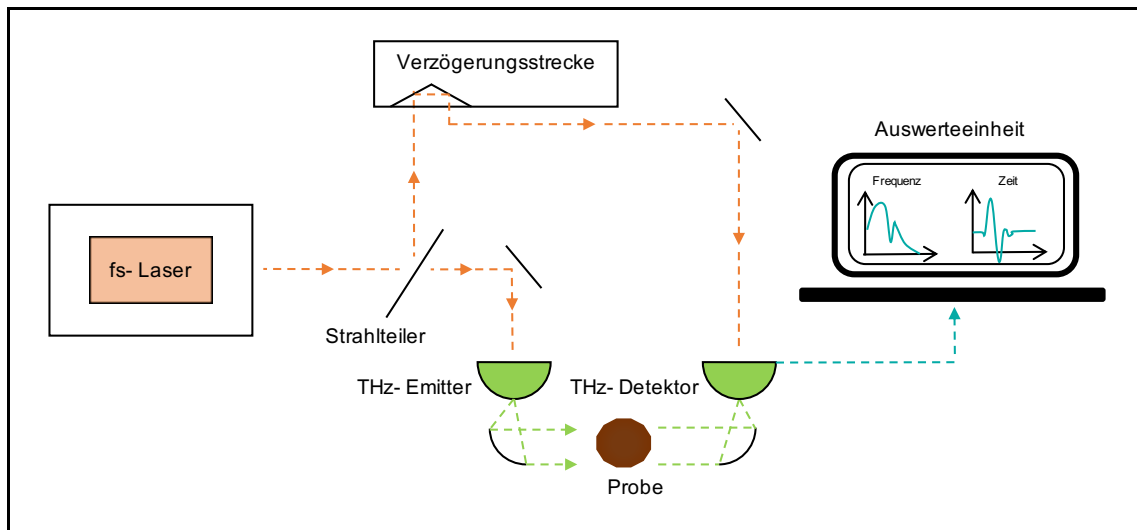 Verzögerungsstrecke
Auswerteeinheit
Frequenz
Zeit
fs- Laser
Strahlteiler
THz- Emitter
THz- Detektor
Probe